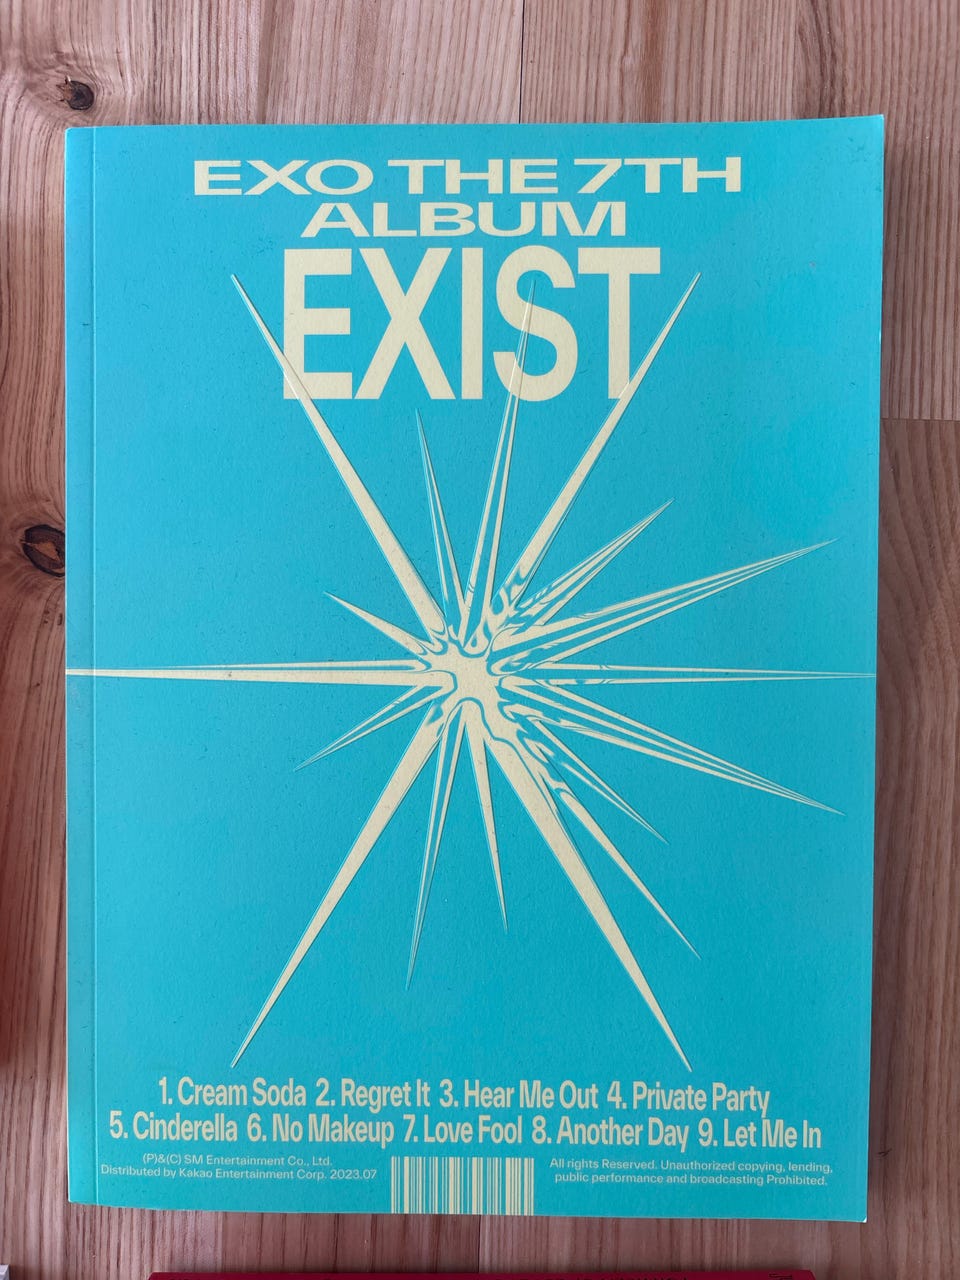 EXO THE 7TH
ALBUM
EXIST
1. Cream Soda 2. Regret It 3. Hear Me Out 4. Private Party
5. Cinderella 6. No Makeup 7. Love Fool 8. Another Day 9. Let Me In
(P)&(C) SM Entertainment Co., Ltd.
Distributed by Kakao Entertainment Corp. 2023.07
All rights Reserved. Unauthorized copying, lending,
public performance and broadcasting Prohibited.